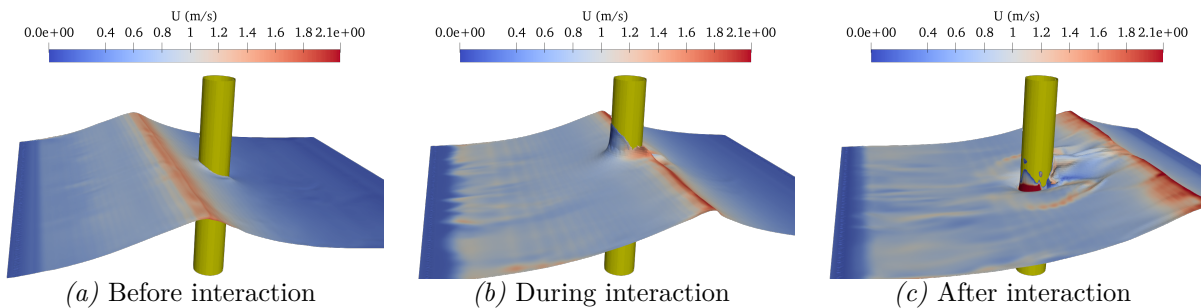 U (m/s)
0.0e+00 0.4 0.6 0.8 1 1.2 1.4 1.6 1.8 2.1e+00
(a) Before interaction
U (m/s)
0.0e+00 0.4 0.6 0.8 1 1.2 1.4 1.6 1.8 2.1e+00
(b) During interaction
U (m/s)
0.0e+00 0.4 0.6 0.8 1 1.2 1.4 1.6 1.8 2.1e+00
(c) After interaction